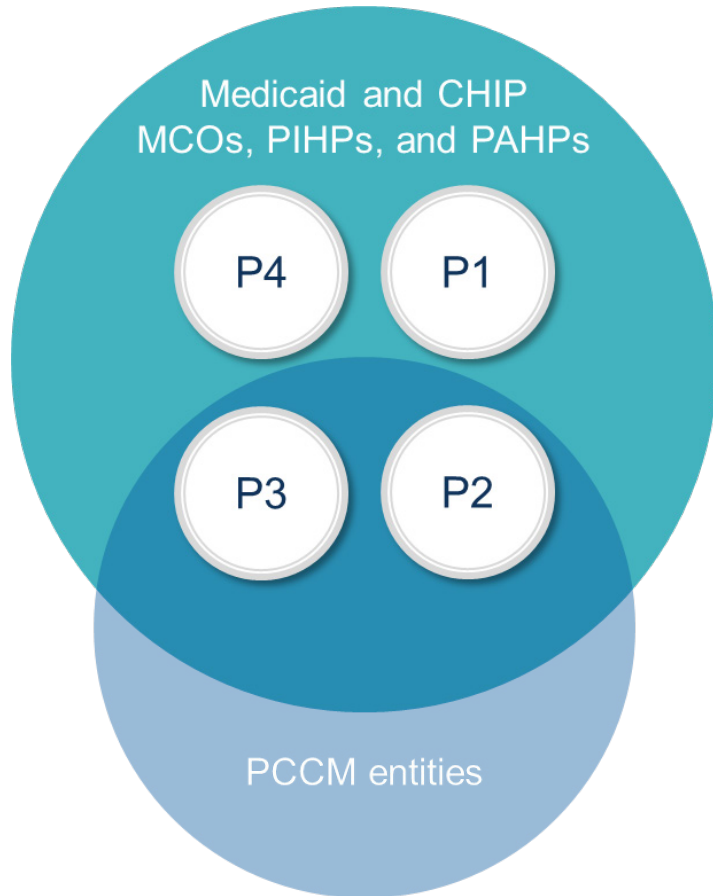 Medicaid and CHIP
MCOs, PIHPs, and PAHPs
P4 P1
P3 P2
PCCM entities